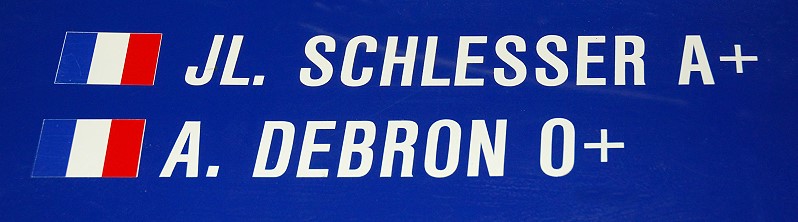 JL. SCHLESSER A+
A. DEBRON O+